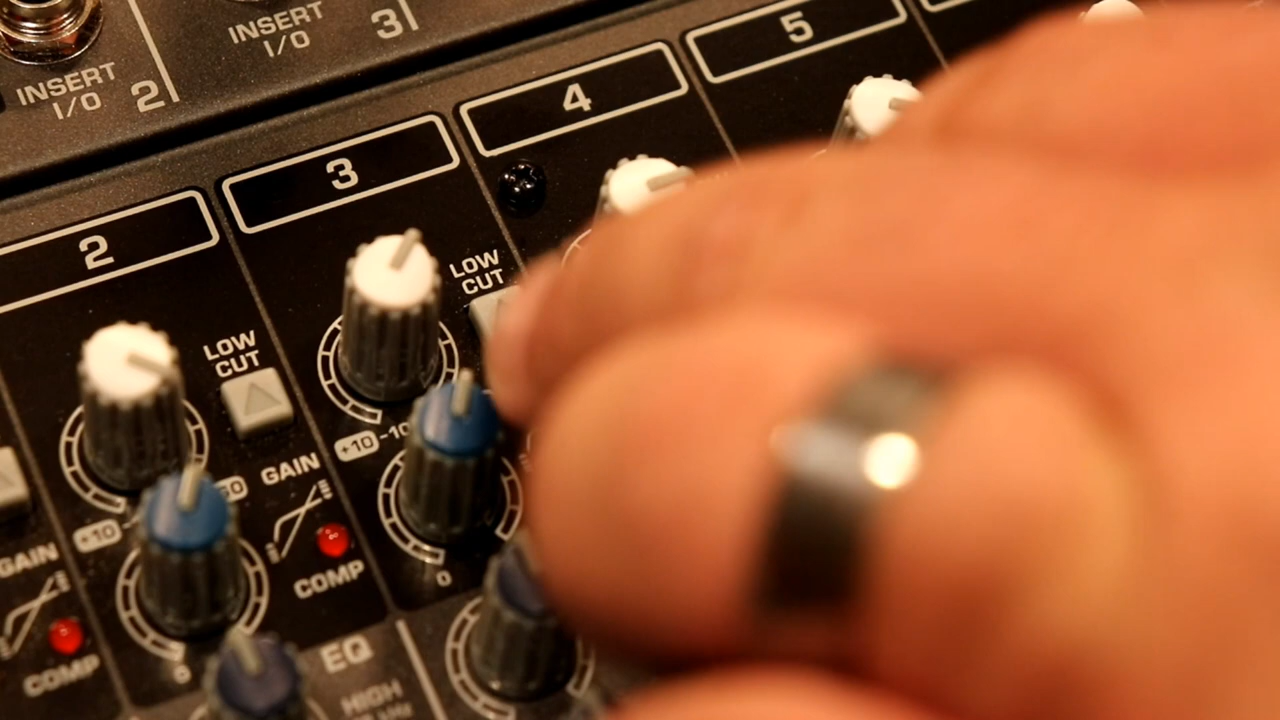 INSERT
I/O 2
INSERT
I/O 3
2
3
4
5
LOW
CUT
LOW
CUT
+10
GAIN
COMP
0
+10 -10
GAIN
COMP
0
EQ
HIGH